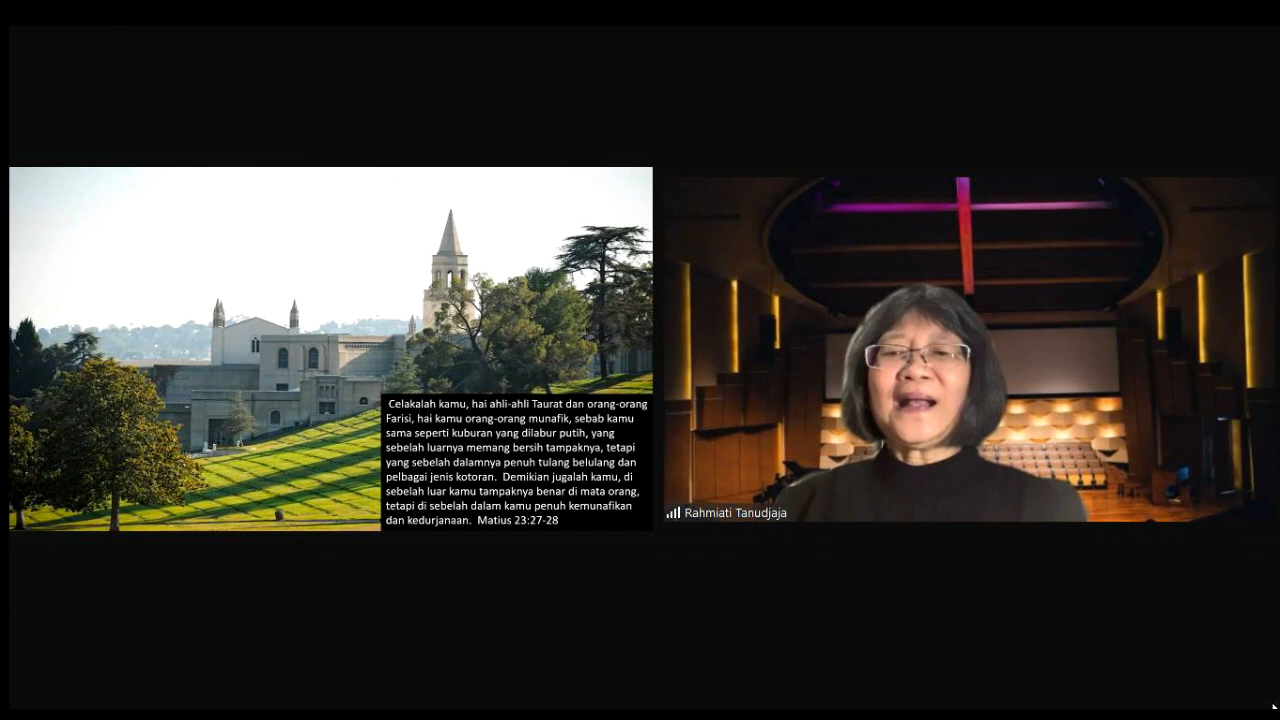 Celakalah kamu, hai ahli-ahli Taurat dan orang-orang
Farisi, hai kamu orang-orang munafik, sebab kamu
sama seperti kuburan yang dilabur putih, yang
sebelah luarnya memang bersih tampaknya, tetapi
yang sebelah dalamnya penuh tulang belulang dan
pelbagai jenis kotoran. Demikian jugalah kamu, di
sebelah luar kamu tampaknya benar di mata orang,
tetapi di sebelah dalam kamu penuh kemunafikan
dan kedurjanaan. Matius 23:27-28
Rahmiati Tanudjaja